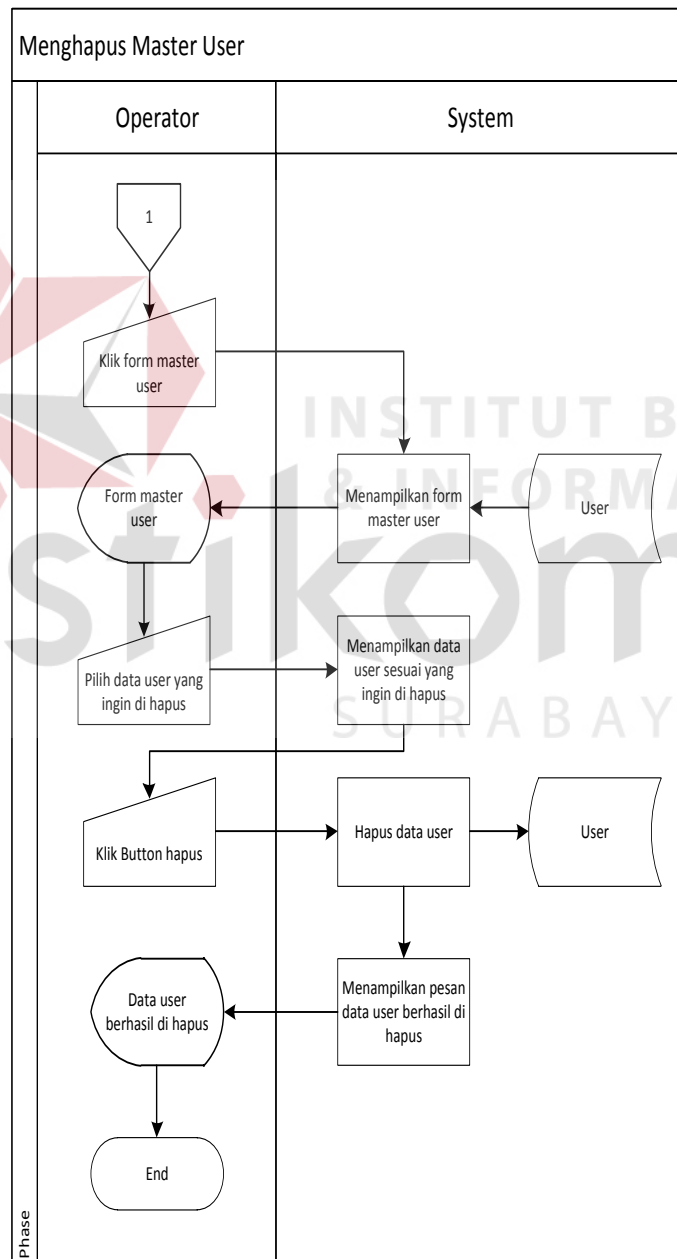 Menghapus Master User
Operator
System
1
Klik form master
user
Form master
user
Menampilkan form
master user
User
Pilih data user yang
ingin di hapus
Menampilkan data
user sesuai yang
ingin di hapus
Klik Button hapus
Hapus data user
User
Data user
berhasil di hapus
Menampilkan pesan
data user berhasil di
hapus
End
Phase
INSTITUT B
& INFORMA
stikom
SURABAY